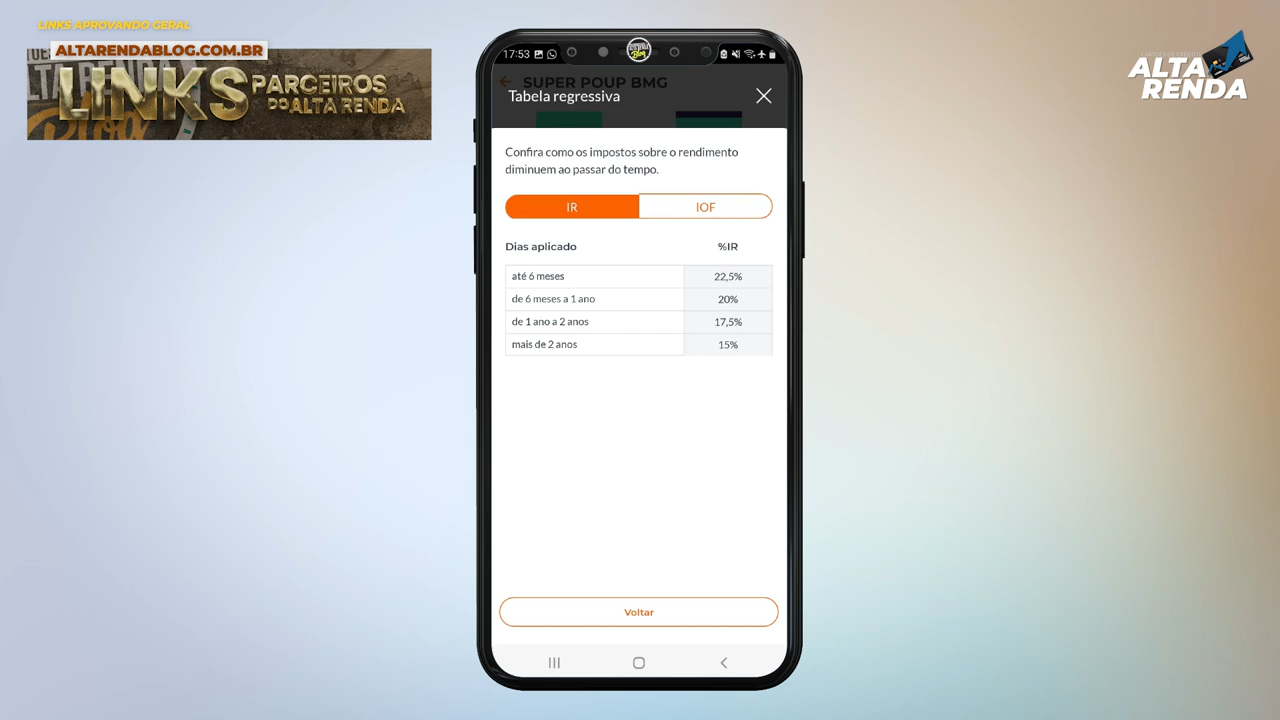 LINKS APROVANDO GERAL
ALTARENDABLOG.COM.BR
LINKS PARCEIROS
DO ALTA RENDA
ALTA
RENDA
17:53
SUPER POUP BMG
Tabela regressiva
Confira como os impostos sobre o rendimento
diminuem ao passar do tempo.
IR IOF
Dias aplicado %IR
até 6 meses 22,5%
de 6 meses a 1 ano 20%
de 1 ano a 2 anos 17,5%
mais de 2 anos 15%
Voltar